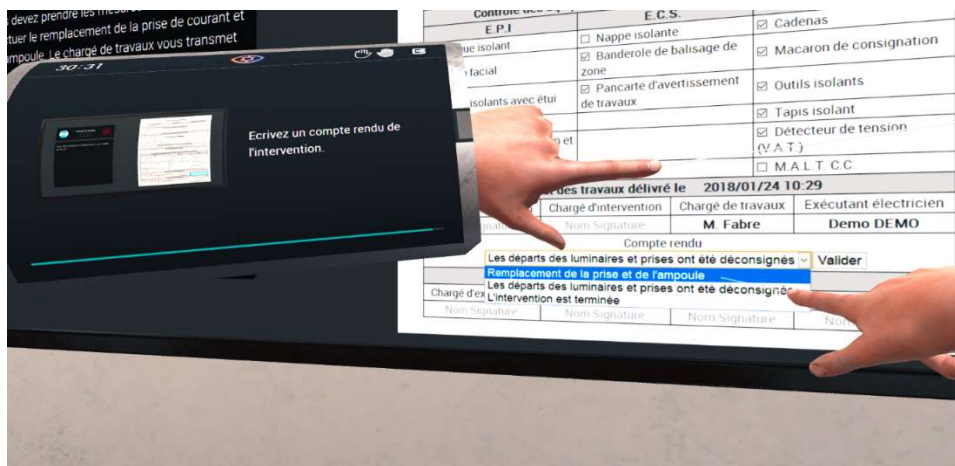 devez prendre les
tuer le remplacement de la prise de courant et
ampoule. Le chargé de travaux vous transmet
30:31
Ecrivez un compte rendu de
l'intervention.
Contrôle des
E.P.I
E.C.S.
isolant
Nappe isolante
Cadenas
facial
Banderole de balisage de
zone
Macaron de consignation
isolants avec étui
Pancarte d'avertissement
de travaux
Outils isolants
Tapis isolant
et
Détecteur de tension
(V.A.T.)
M.A.L.T. C.C.
des travaux délivré le 2018/01/24 10:29
Chargé d'intervention
Chargé de travaux
Exécutant électricien
Nom Signature
M. Fabre
Demo DEMO
Compte rendu
Les départs des luminaires et prises ont été déconsignés
Valider
Remplacement de la prise et de l'ampoule
Les départs des luminaires et prises ont été déconsignés
L'intervention est terminée
Chargé d'ex
Nom Signature
Nom Signature
Nom Signature